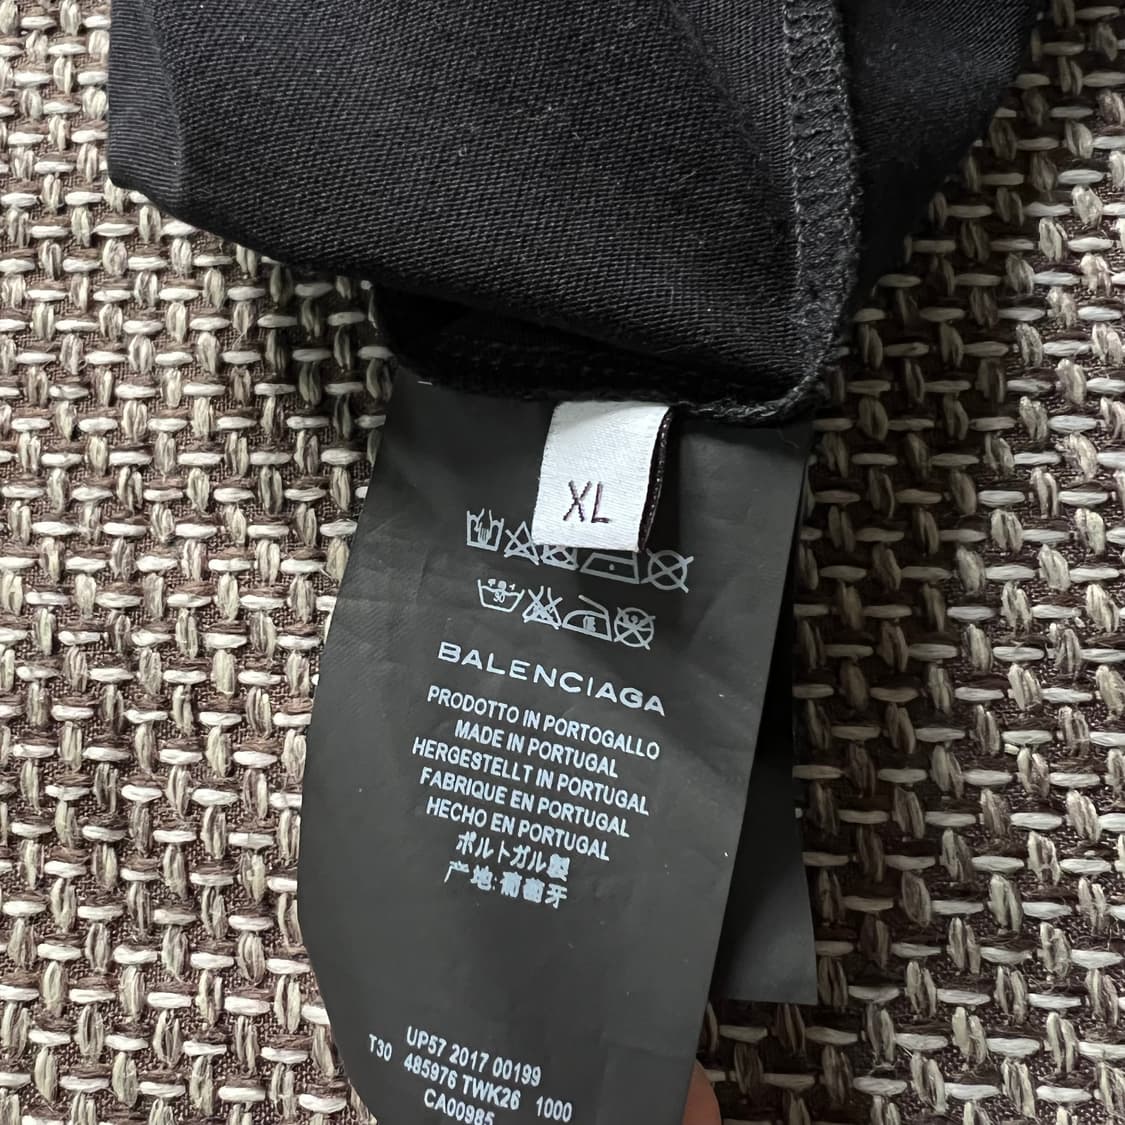 XL
30
BALENCIAGA
PRODOTTO IN PORTOGALLO
MADE IN PORTUGAL
HERGESTELLT IN PORTUGAL
FABRIQUE EN PORTUGAL
HECHO EN PORTUGAL
ポルトガル製
产地:葡萄牙
UP57 2017 00199
T30 485976 TWK26 1000
CA00985